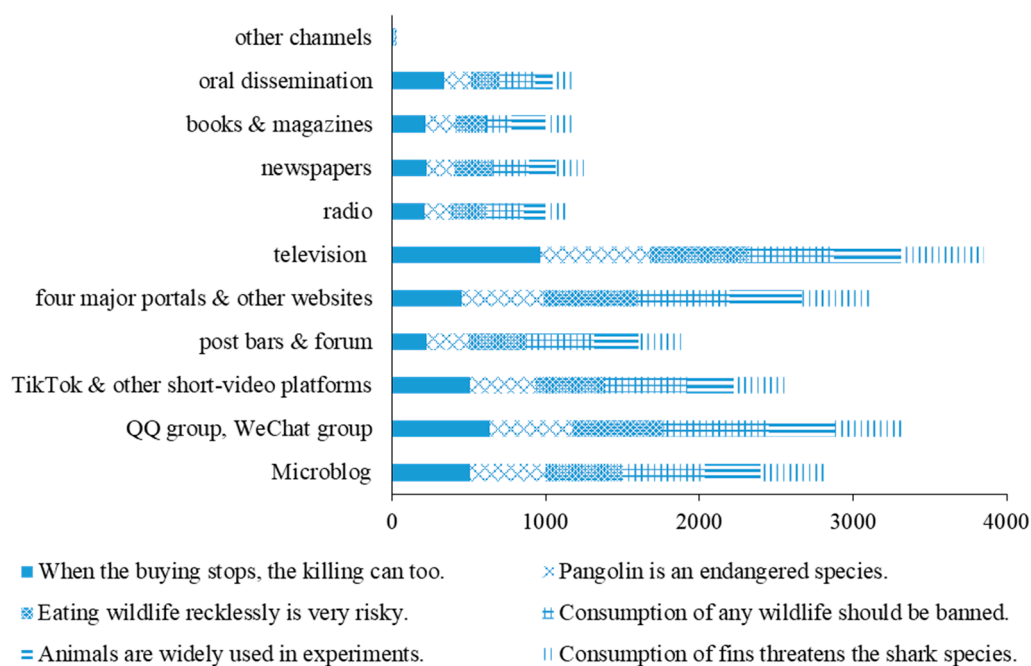 other channels
oral dissemination
books & magazines
newspapers
radio
television
four major portals & other websites
post bars & forum
TikTok & other short-video platforms
QQ group, WeChat group
Microblog
0 1000 2000 3000 4000
When the buying stops, the killing can too. Pangolin is an endangered species.
Eating wildlife recklessly is very risky. Consumption of any wildlife should be banned.
Animals are widely used in experiments. Consumption of fins threatens the shark species.